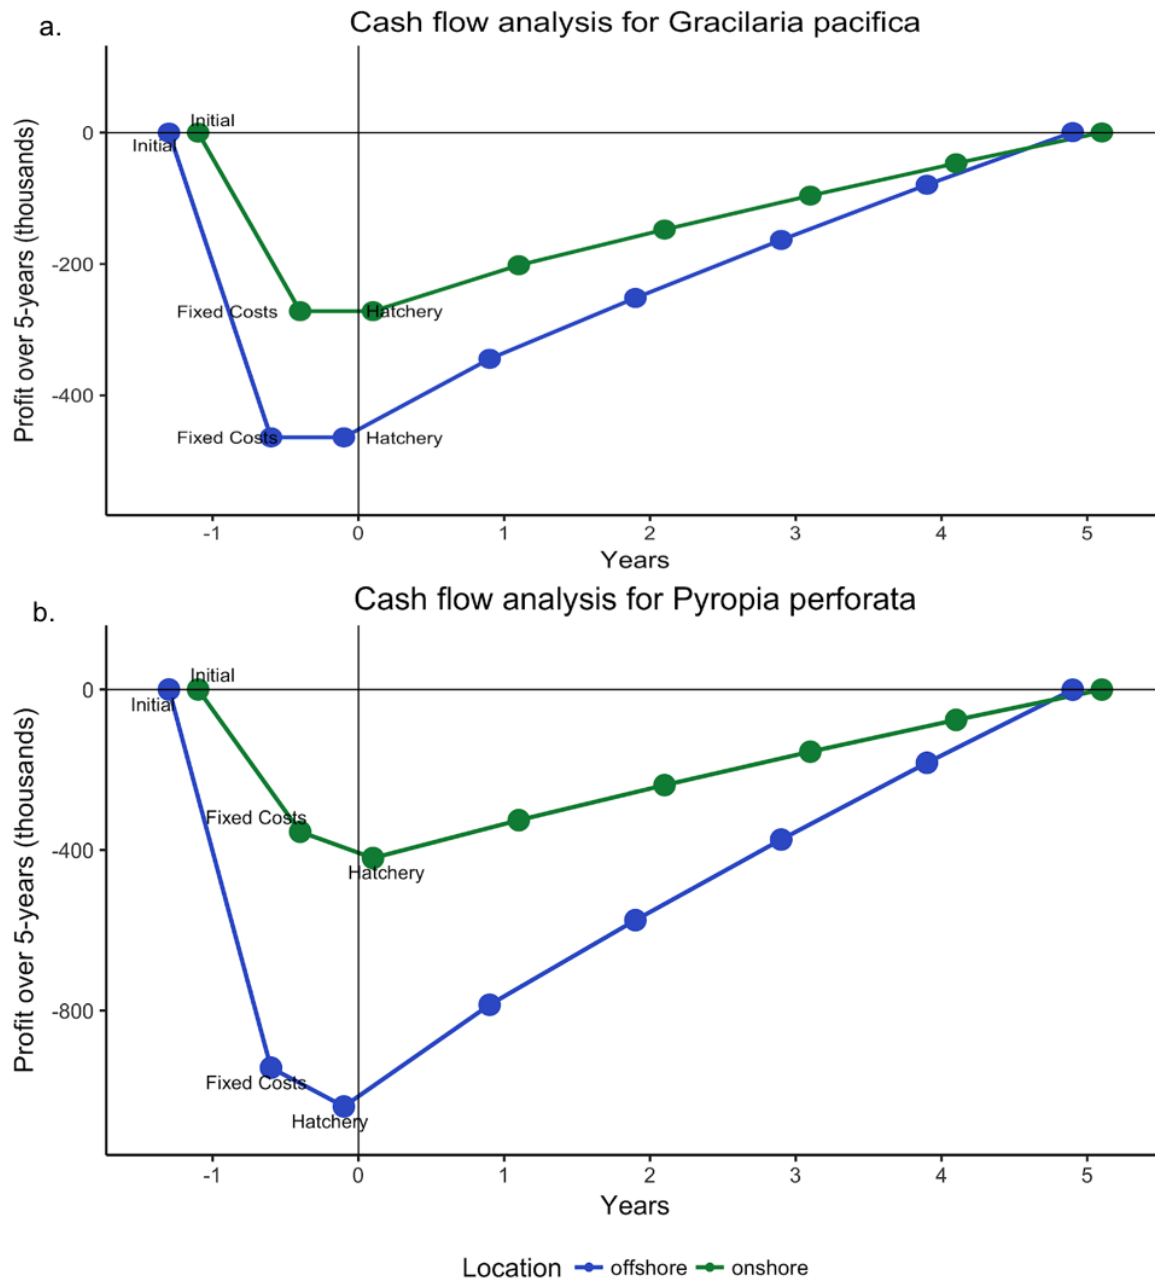 a.
Cash flow analysis for Gracilaria pacifica
Profit over 5-years (thousands)
0
-200
-400
Initial
Initial
Fixed Costs
Hatchery
Fixed Costs
Hatchery
-1 0 1 2 3 4 5
Years
b.
Cash flow analysis for Pyropia perforata
Profit over 5-years (thousands)
0
-400
-800
Initial
Initial
Fixed Costs
Hatchery
Fixed Costs
Hatchery
-1 0 1 2 3 4 5
Years
Location offshore onshore